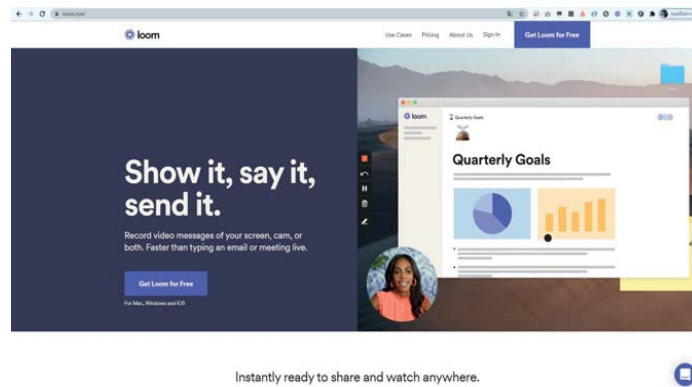 loom.com
loom
Use Cases Pricing About Us Sign In Get Loom for Free
loom
Quarterly Goals
Quarterly Goals
Show it, say it,
send it.
Record video messages of your screen, cam, or
both. Faster than typing an email or meeting live.
Get Loom for Free
For Mac, Windows and iOS
Instantly ready to share and watch anywhere.